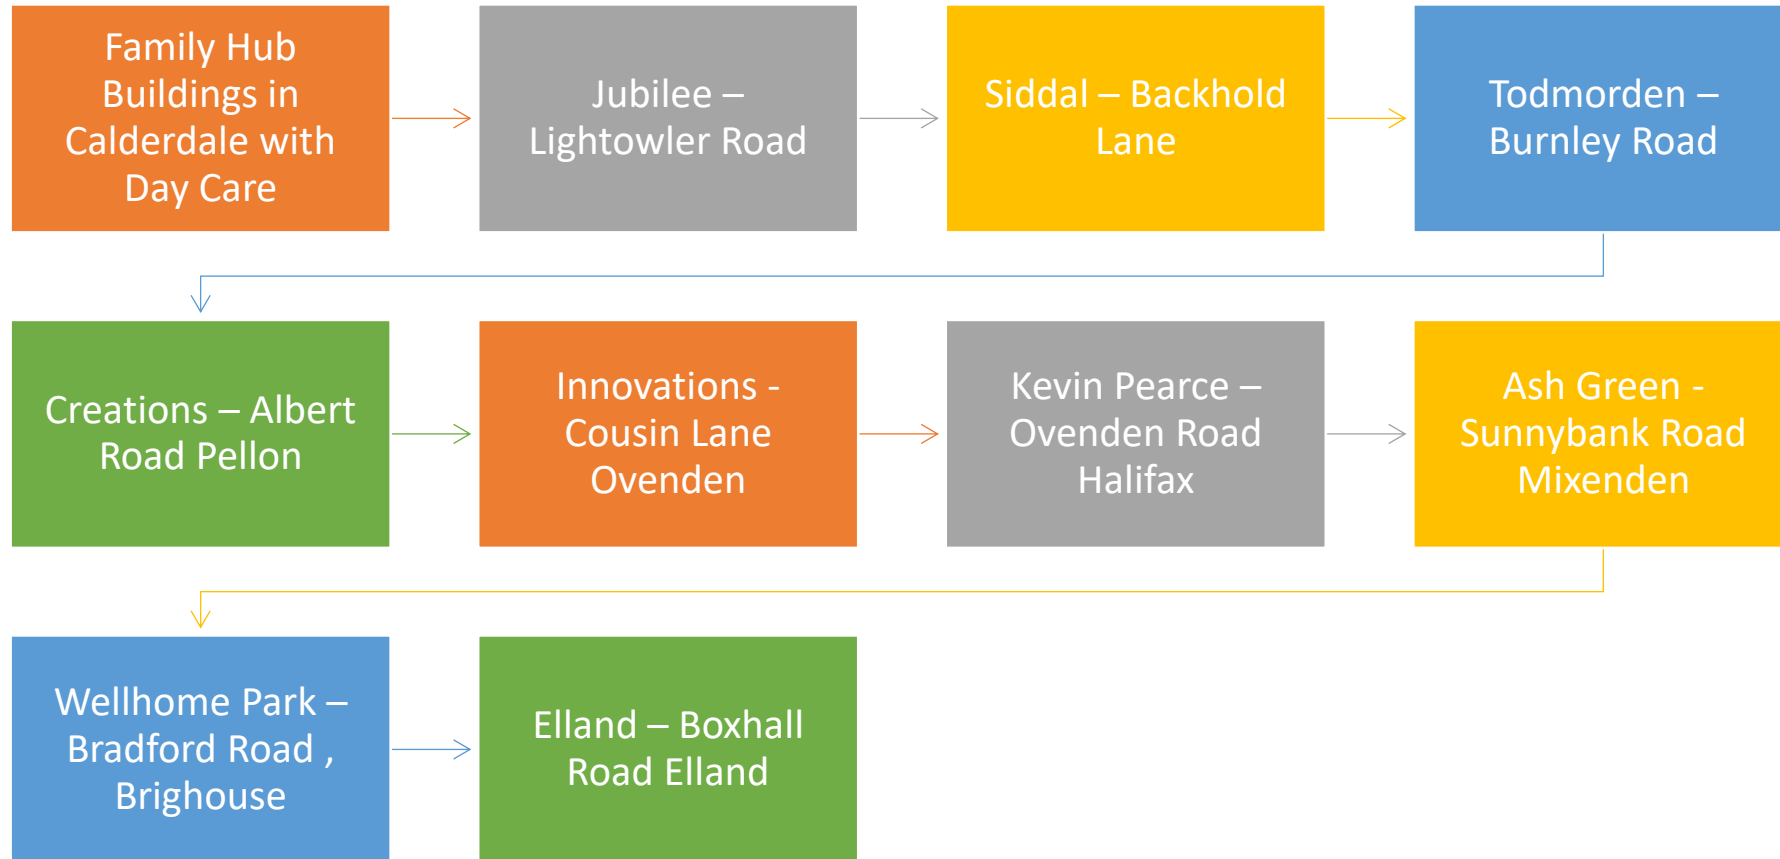 Family Hub
Buildings in
Calderdale with
Day Care
Jubilee –
Lightowler Road
Siddal – Backhold
Lane
Todmorden –
Burnley Road
Creations – Albert
Road Pellon
Innovations -
Cousin Lane
Ovenden
Kevin Pearce –
Ovenden Road
Halifax
Ash Green -
Sunnybank Road
Mixenden
Wellhome Park –
Bradford Road ,
Brighouse
Elland – Boxhall
Road Elland